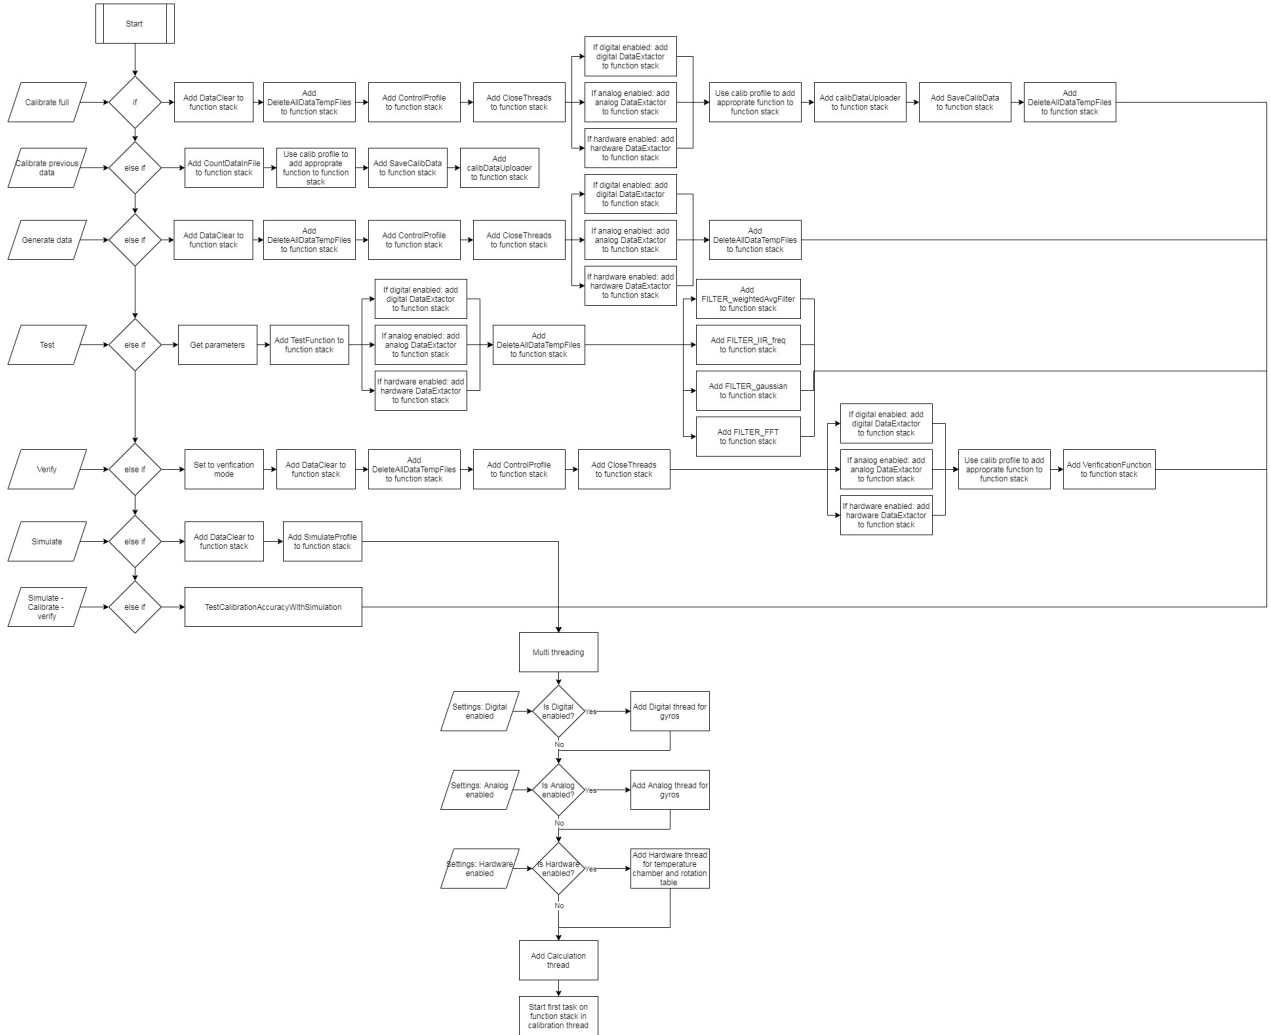 Start
Calibrate full
if
Add DataClear to
function stack
Add
DeleteAllDataTempFiles
to function stack
Add ControlProfile
to function stack
Add CloseThreads
to function stack
If digital enabled: add
digital DataExtactor
to function stack
If analog enabled: add
analog DataExtactor
to function stack
If hardware enabled: add
hardware DataExtactor
to function stack
Use calib profile to add
approprate function to
function stack
Add calibDataUploader
to function stack
Add SaveCalibData
to function stack
Add
DeleteAllDataTempFiles
to function stack
Calibrate previous
data
else if
Add CountDataInFile
to function stack
Use calib profile to
add approprate
function to function
stack
Add SaveCalibData
to function stack
Add
calibDataUploader
to function stack
Generate data
else if
Add DataClear to
function stack
Add
DeleteAllDataTempFiles
to function stack
Add ControlProfile
to function stack
Add CloseThreads
to function stack
If digital enabled: add
digital DataExtactor
to function stack
If analog enabled: add
analog DataExtactor
to function stack
If hardware enabled: add
hardware DataExtactor
to function stack
Add
DeleteAllDataTempFiles
to function stack
Test
else if
Get parameters
Add TestFunction to
function stack
If digital enabled: add
digital DataExtactor
to function stack
If analog enabled: add
analog DataExtactor
to function stack
If hardware enabled: add
hardware DataExtactor
to function stack
Add
DeleteAllDataTempFiles
to function stack
Add
FILTER_weightedAvgFilter
to function stack
Add FILTER_IIR_freq
to function stack
Add FILTER_gaussian
to function stack
Add FILTER_FFT
to function stack
Verify
else if
Set to verification
mode
Add DataClear to
function stack
Add
DeleteAllDataTempFiles
to function stack
Add ControlProfile
to function stack
Add CloseThreads
to function stack
If digital enabled: add
digital DataExtactor
to function stack
If analog enabled: add
analog DataExtactor
to function stack
If hardware enabled: add
hardware DataExtactor
to function stack
Use calib profile to add
approprate function to
function stack
Add VerificationFunction
to function stack
Simulate
else if
Add DataClear to
function stack
Add SimulateProfile
to function stack
Simulate -
Calibrate -
verify
else if
TestCalibrationAccuracyWithSimulation
Multi threading
Settings: Digital
enabled
Is Digital
enabled?
Yes
Add Digital thread for
gyros
No
Settings: Analog
enabled
Is Analog
enabled?
Yes
Add Analog thread for
gyros
No
Settings: Hardware
enabled
Is Hardware
enabled?
Yes
Add Hardware thread
for temperature
chamber and rotation
table
No
Add Calculation
thread
Start first task on
function stack in
calibration thread